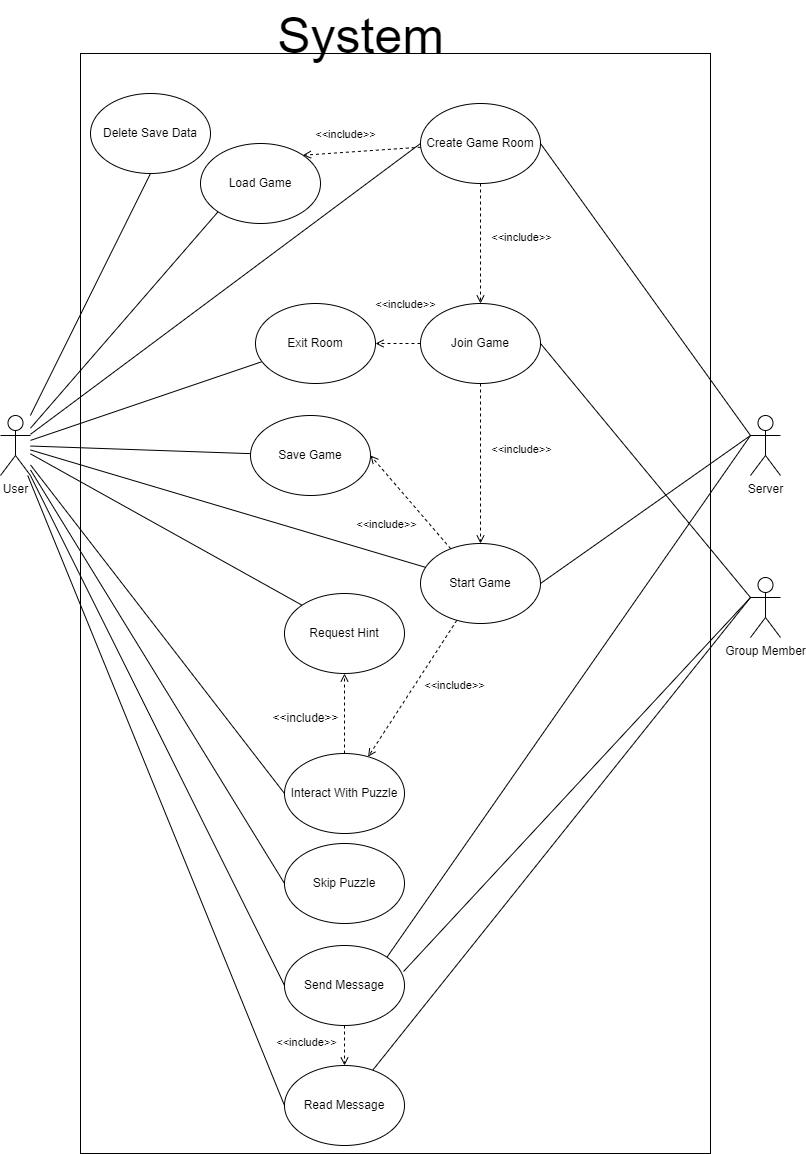 System
Delete Save Data
<<include>>
Create Game Room
Load Game
<<include>>
<<include>>
Exit Room
Join Game
Save Game
<<include>>
User
Server
<<include>>
Start Game
Request Hint
Group Member
<<include>>
<<include>>
Interact With Puzzle
Skip Puzzle
Send Message
<<include>>
Read Message